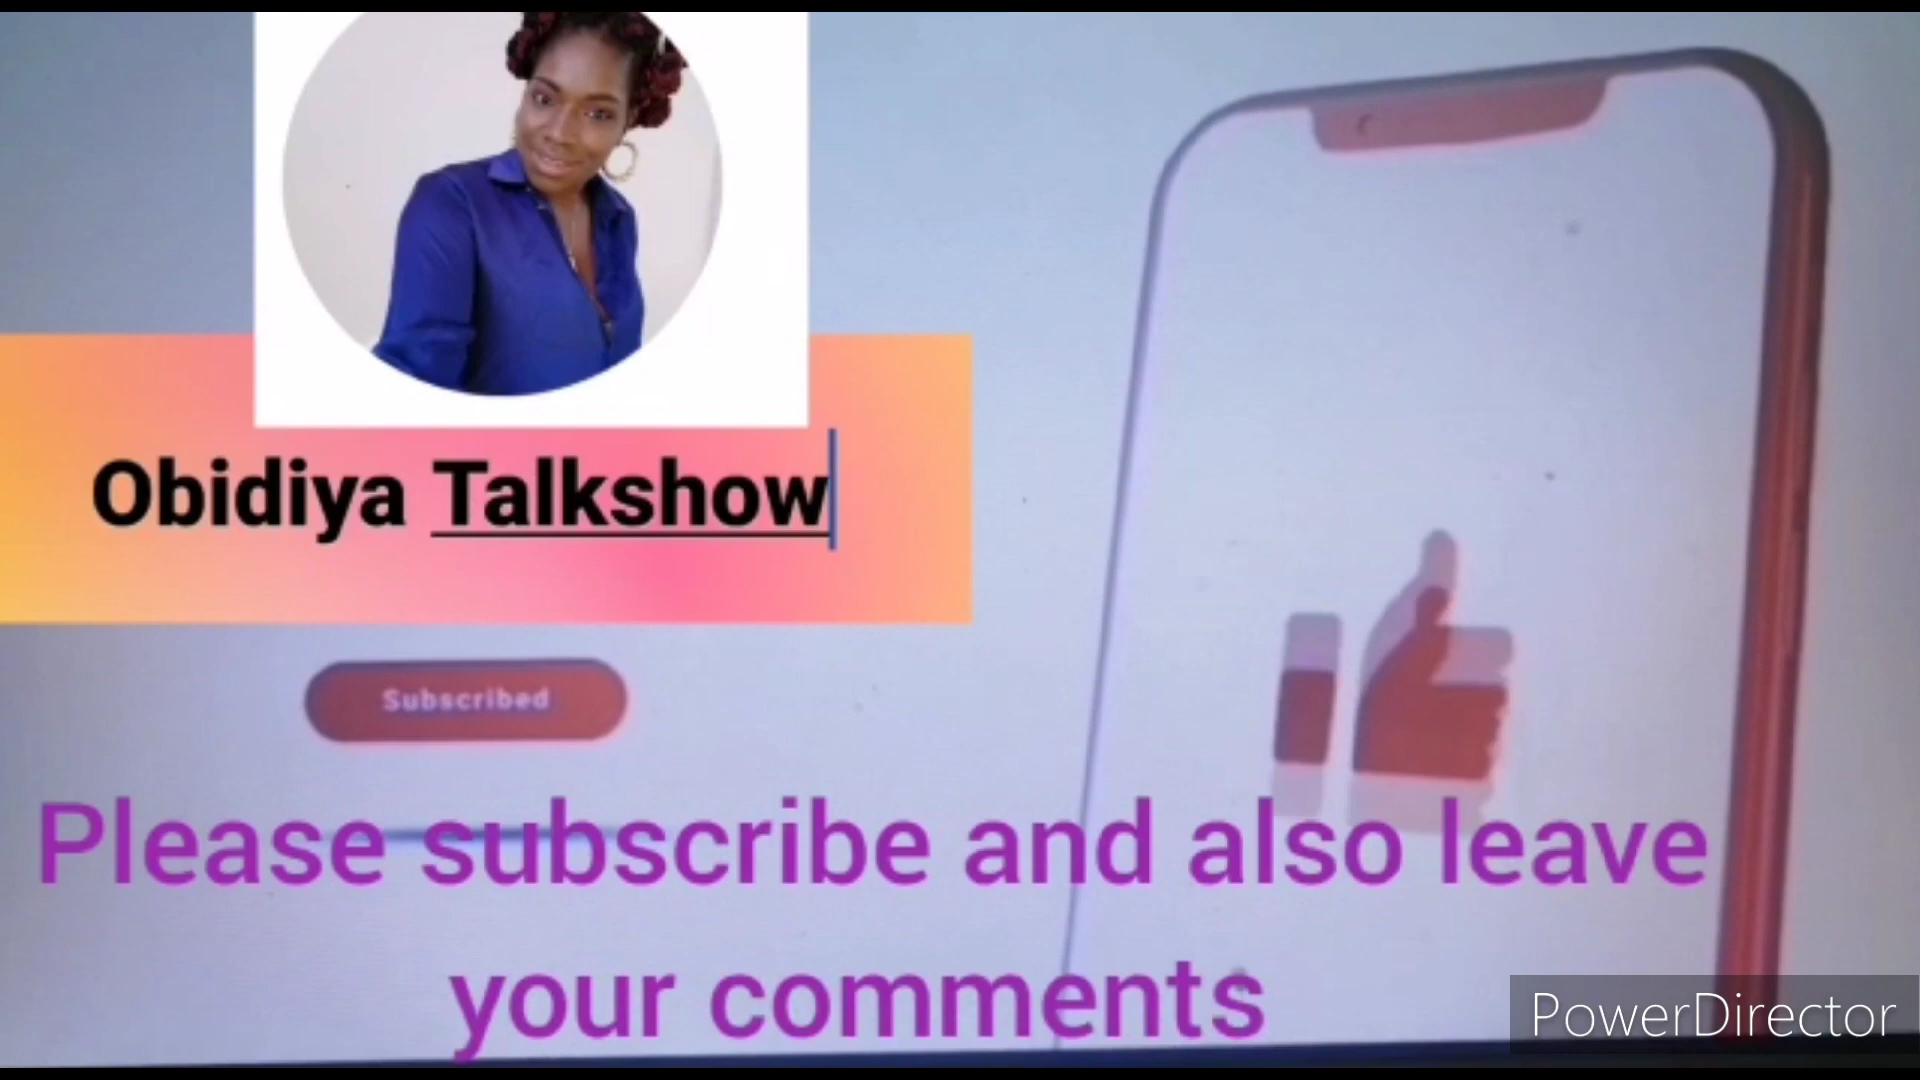 Obidiya Talkshow
Subscribed
Please subscribe and also leave
your comments
PowerDirector